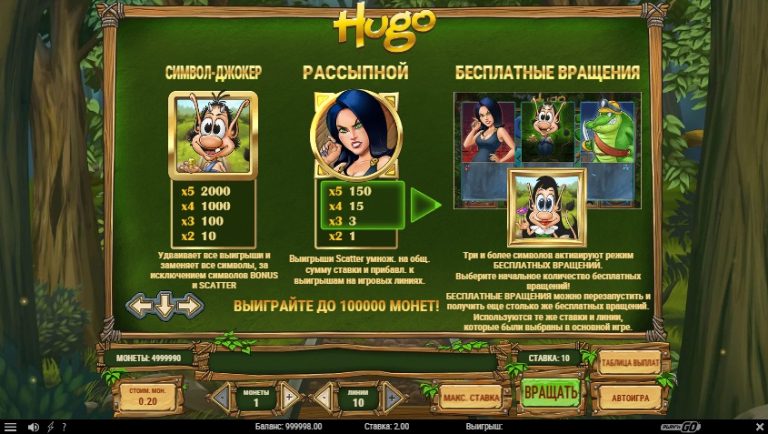 Hugo
СИМВОЛ-ДЖОКЕР
РАССЫПНОЙ
БЕСПЛАТНЫЕ ВРАЩЕНИЯ
x5 2000
x4 1000
x3 100
x2 10
x5 150
x4 15
x3 3
x2 1
Удваивает все выигрыши и
заменяет все символы, за
исключением символов BONUS
и SCATTER
Выигрыши Scatter умнож. на общ.
сумму ставки и прибавл. к
выигрышам на игровых линиях.
Три и более символов активируют режим
БЕСПЛАТНЫХ ВРАЩЕНИЙ.
Выберите начальное количество бесплатных
вращений!
БЕСПЛАТНЫЕ ВРАЩЕНИЯ можно перезапустить и
получить еще столько же бесплатных вращений.
Используются те же ставки и линии,
которые были выбраны в основной игре.
ВЫИГРАЙТЕ ДО 100000 МОНЕТ!
МОНЕТЫ: 4999990
СТАВКА: 10
ТАБЛИЦА ВЫПЛАТ
СТОИМ. МОН.
0.20
МОНЕТЫ
1
ЛИНИИ
10
МАКС. СТАВКА
ВРАЩАТЬ
АВТОИГРА
?
Баланс: 999998.00
Ставка: 2.00
Выигрыш:
PLAY'N GO